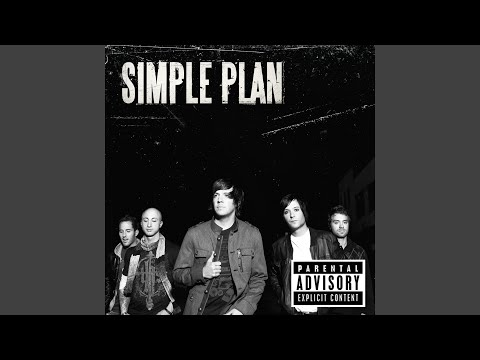 SIMPLE PLAN
PARENTAL
ADVISORY
EXPLICIT CONTENT